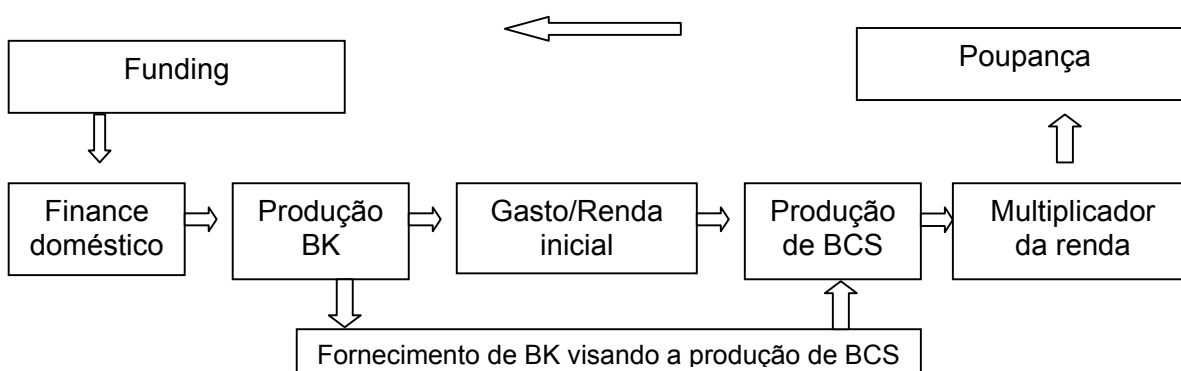 Funding
Poupança
Finance
doméstico
Produção
BK
Gasto/Renda
inicial
Produção
de BCS
Multiplicador
da renda
Fornecimento de BK visando a produção de BCS